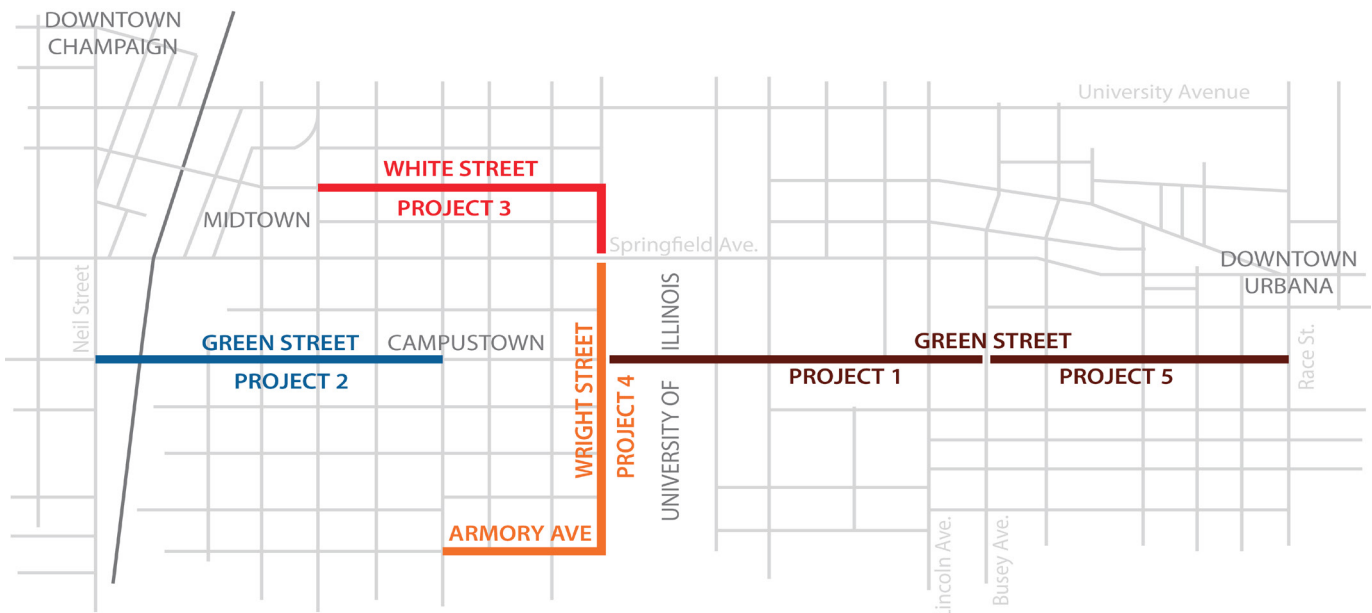 DOWNTOWN
CHAMPAIGN
University Avenue
WHITE STREET
PROJECT 3
MIDTOWN
Springfield Ave.
DOWNTOWN
URBANA
Neil Street
GREEN STREET
PROJECT 2
CAMPUSTOWN
WRIGHT STREET
PROJECT 4
UNIVERSITY OF ILLINOIS
GREEN STREET
PROJECT 1
PROJECT 5
Race St.
ARMORY AVE
Lincoln Ave.
Busey Ave.